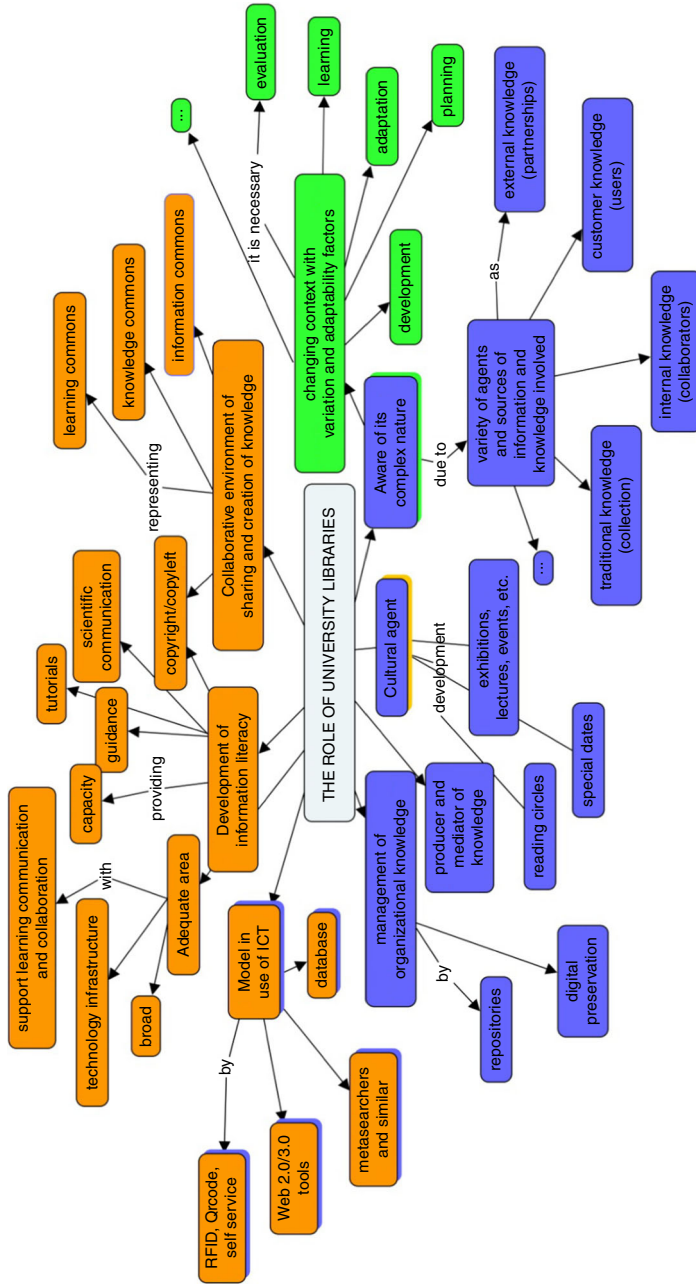 RFID, Qrcode,
self service
Web 2.0/3.0
tools
metasearchers
and similar
by
Model in
use of ICT
database
support learning communication
and collaboration
technology infrastructure
broad
with
Adequate area
capacity
guidance
tutorials
scientific
communication
providing
Development of
information literacy
copyright/copyleft
learning commons
knowledge commons
information commons
representing
Collaborative environment of
sharing and creation of knowledge
THE ROLE OF UNIVERSITY LIBRARIES
management of
organizational knowledge
by
repositories
digital
preservation
producer and
mediator of
knowledge
Cultural agent
development
reading circles
special dates
exhibitions,
lectures, events, etc.
Aware of its
complex nature
due to
variety of agents
and sources of
information and
knowledge involved
...
traditional knowledge
(collection)
internal knowledge
(collaborators)
customer knowledge
(users)
as
external knowledge
(partnerships)
changing context with
variation and adaptability factors
it is necessary
...
evaluation
learning
adaptation
planning
development